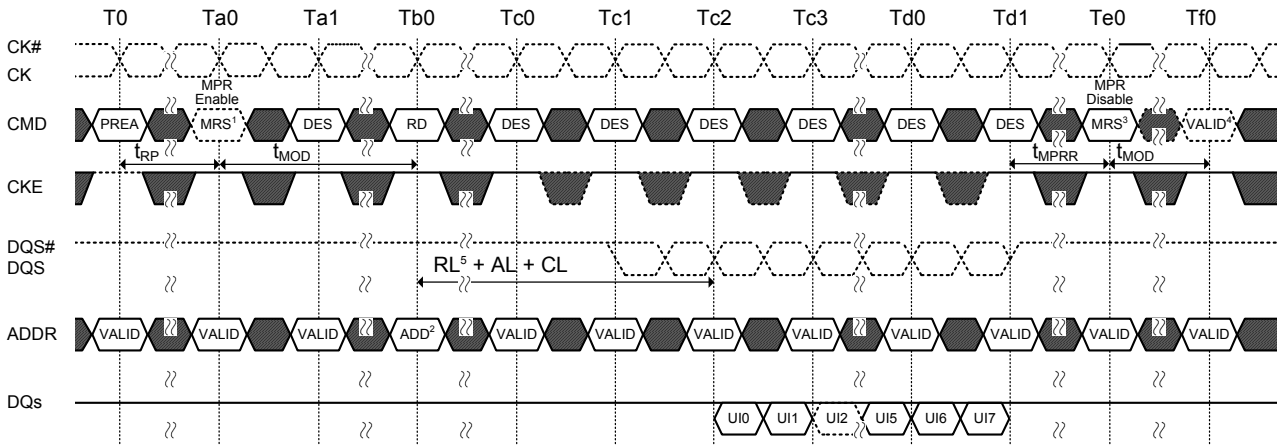 T0 Ta0 Ta1 Tb0 Tc0 Tc1 Tc2 Tc3 Td0 Td1 Te0 Tf0
CK#
CK
MPR Enable MPR Disable
CMD PREA MRS¹ DES RD DES DES DES DES DES DES MRS³ VALID⁴
tRP tMOD tMPRR tMOD
CKE
DQS#
DQS
RL⁵ + AL + CL
ADDR VALID VALID VALID ADD² VALID VALID VALID VALID VALID VALID VALID VALID
DQs UI0 UI1 UI2 UI5 UI6 UI7